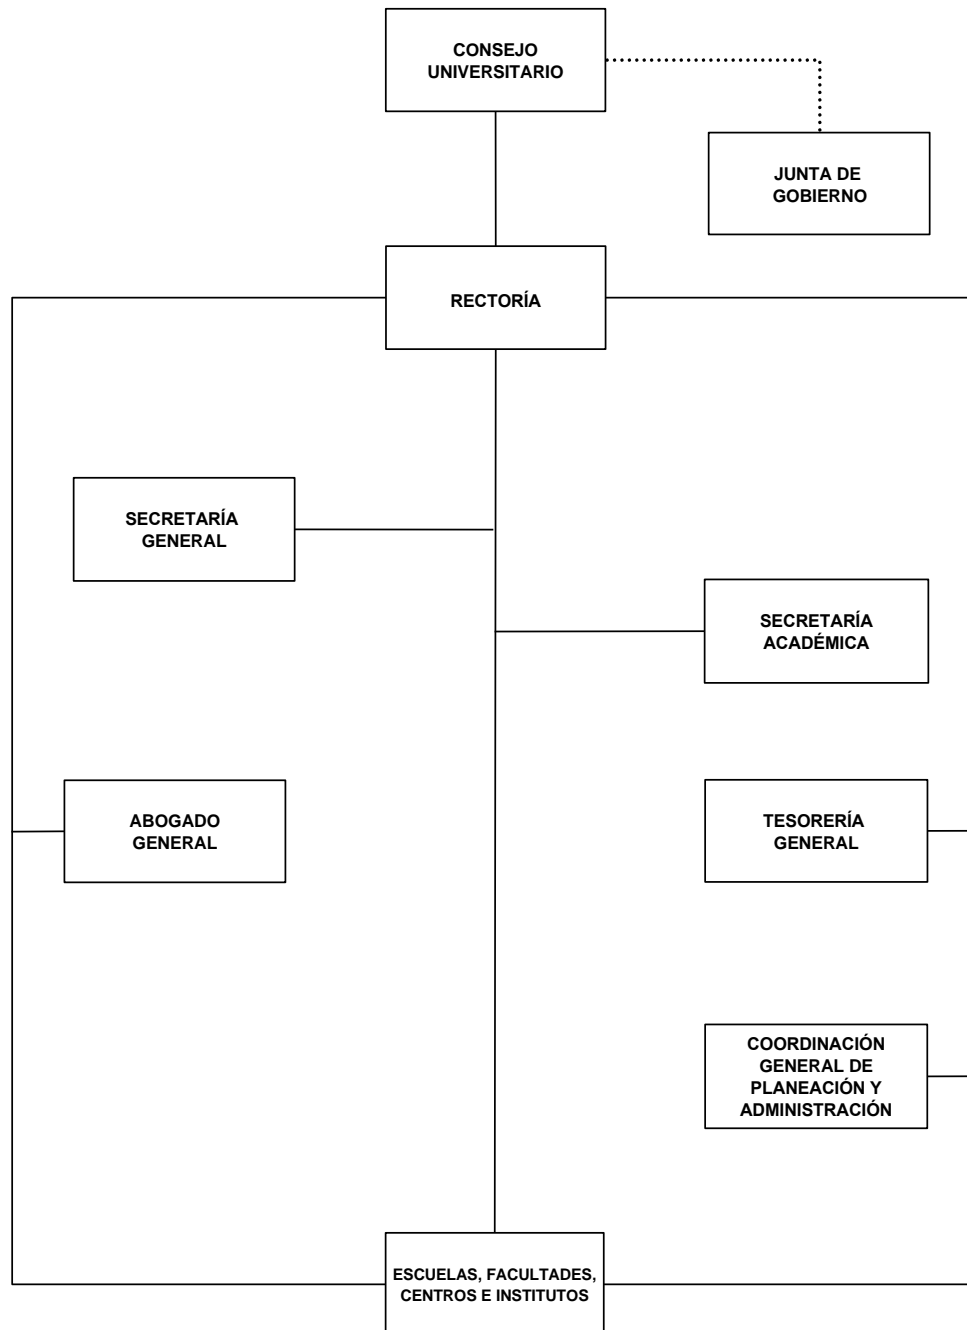 CONSEJO
UNIVERSITARIO
JUNTA DE
GOBIERNO
RECTORÍA
SECRETARÍA
GENERAL
SECRETARÍA
ACADÉMICA
ABOGADO
GENERAL
TESORERÍA
GENERAL
COORDINACIÓN
GENERAL DE
PLANEACIÓN Y
ADMINISTRACIÓN
ESCUELAS, FACULTADES,
CENTROS E INSTITUTOS